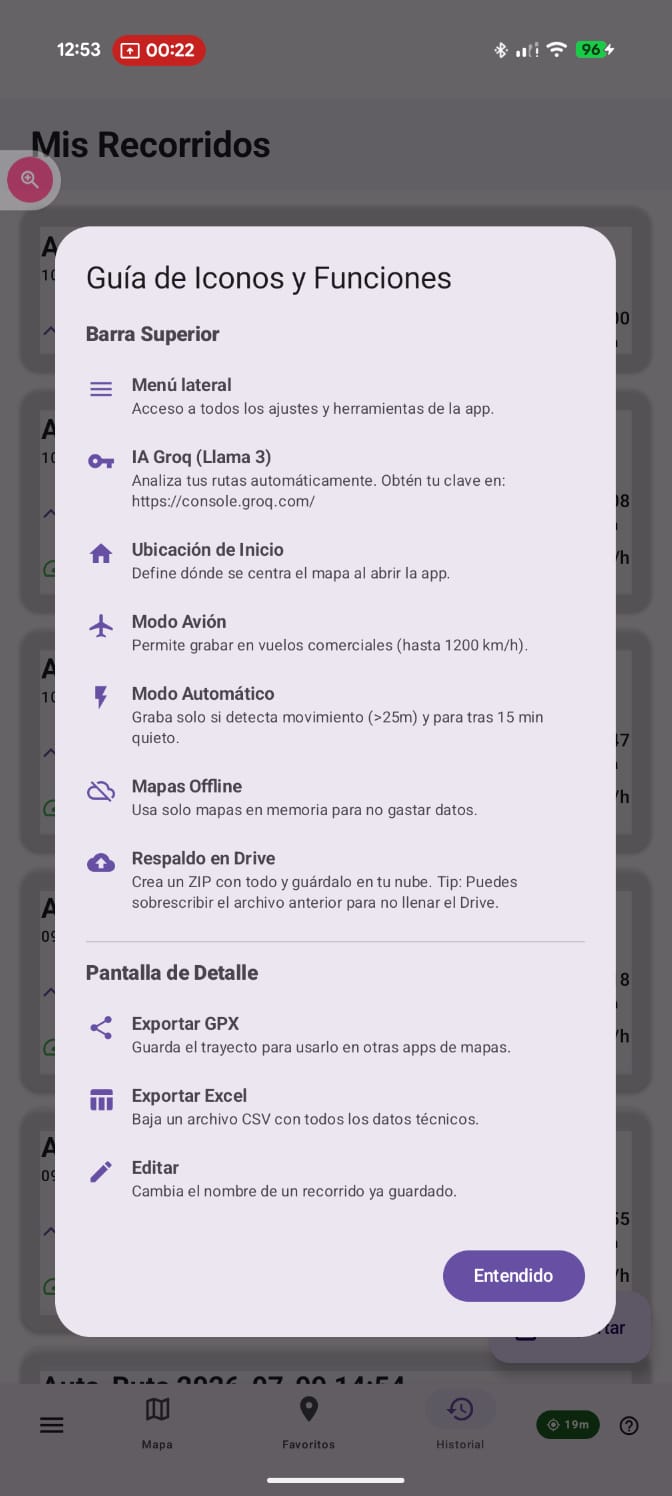 12:53
00:22
96
Mis Recorridos
Guía de Iconos y Funciones
Barra Superior
Menú lateral
Acceso a todos los ajustes y herramientas de la app.
IA Groq (Llama 3)
Analiza tus rutas automáticamente. Obtén tu clave en:
https://console.groq.com/
Ubicación de Inicio
Define dónde se centra el mapa al abrir la app.
Modo Avión
Permite grabar en vuelos comerciales (hasta 1200 km/h).
Modo Automático
Graba solo si detecta movimiento (>25m) y para tras 15 min
quieto.
Mapas Offline
Usa solo mapas en memoria para no gastar datos.
Respaldo en Drive
Crea un ZIP con todo y guárdalo en tu nube. Tip: Puedes
sobrescribir el archivo anterior para no llenar el Drive.
Pantalla de Detalle
Exportar GPX
Guarda el trayecto para usarlo en otras apps de mapas.
Exportar Excel
Baja un archivo CSV con todos los datos técnicos.
Editar
Cambia el nombre de un recorrido ya guardado.
Entendido
Mapa
Favoritos
Historial
19m